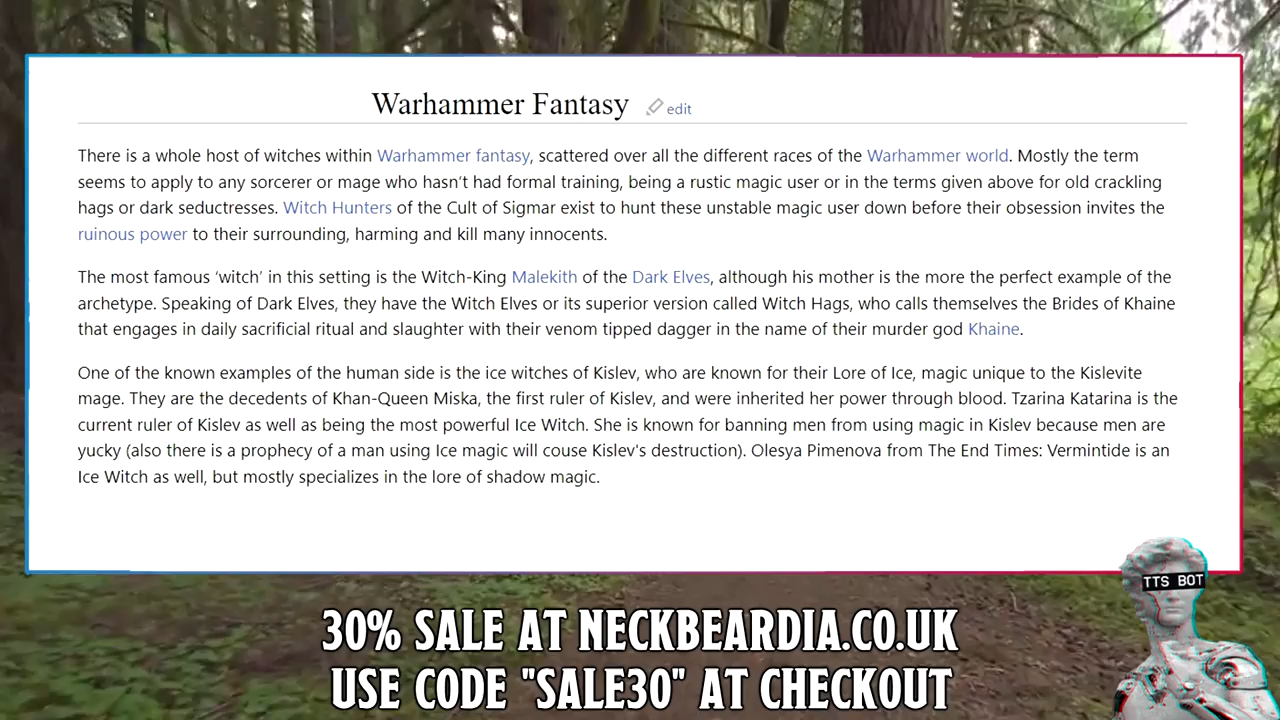 Warhammer Fantasy edit
There is a whole host of witches within Warhammer fantasy, scattered over all the different races of the Warhammer world. Mostly the term
seems to apply to any sorcerer or mage who hasn't had formal training, being a rustic magic user or in the terms given above for old crackling
hags or dark seductresses. Witch Hunters of the Cult of Sigmar exist to hunt these unstable magic user down before their obsession invites the
ruinous power to their surrounding, harming and kill many innocents.
The most famous ‘witch’ in this setting is the Witch-King Malekith of the Dark Elves, although his mother is the more the perfect example of the
archetype. Speaking of Dark Elves, they have the Witch Elves or its superior version called Witch Hags, who calls themselves the Brides of Khaine
that engages in daily sacrificial ritual and slaughter with their venom tipped dagger in the name of their murder god Khaine.
One of the known examples of the human side is the ice witches of Kislev, who are known for their Lore of Ice, magic unique to the Kislevite
mage. They are the decedents of Khan-Queen Miska, the first ruler of Kislev, and were inherited her power through blood. Tzarina Katarina is the
current ruler of Kislev as well as being the most powerful Ice Witch. She is known for banning men from using magic in Kislev because men are
yucky (also there is a prophecy of a man using Ice magic will couse Kislev's destruction). Olesya Pimenova from The End Times: Vermintide is an
Ice Witch as well, but mostly specializes in the lore of shadow magic.
TTS BOT
30% SALE AT NECKBEARDIA.CO.UK
USE CODE "SALE30" AT CHECKOUT